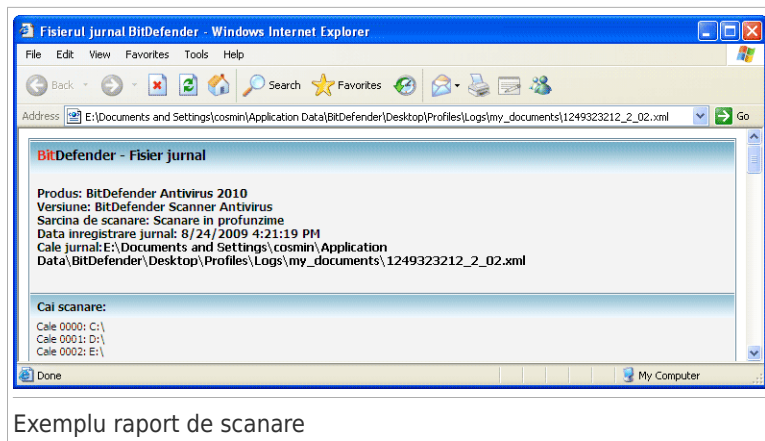 Fisierul jurnal BitDefender - Windows Internet Explorer
File Edit View Favorites Tools Help
Back Search Favorites
Address E:\Documents and Settings\cosmin\Application Data\BitDefender\Desktop\Profiles\Logs\my_documents\1249323212_2_02.xml Go
BitDefender - Fisier jurnal
Produs: BitDefender Antivirus 2010
Versiune: BitDefender Scanner Antivirus
Sarcina de scanare: Scanare in profunzime
Data inregistrare jurnal: 8/24/2009 4:21:19 PM
Cale jurnal:E:\Documents and Settings\cosmin\Application
Data\BitDefender\Desktop\Profiles\Logs\my_documents\1249323212_2_02.xml
Cai scanare:
Cale 0000: C:\
Cale 0001: D:\
Cale 0002: E:\
Done My Computer
Exemplu raport de scanare